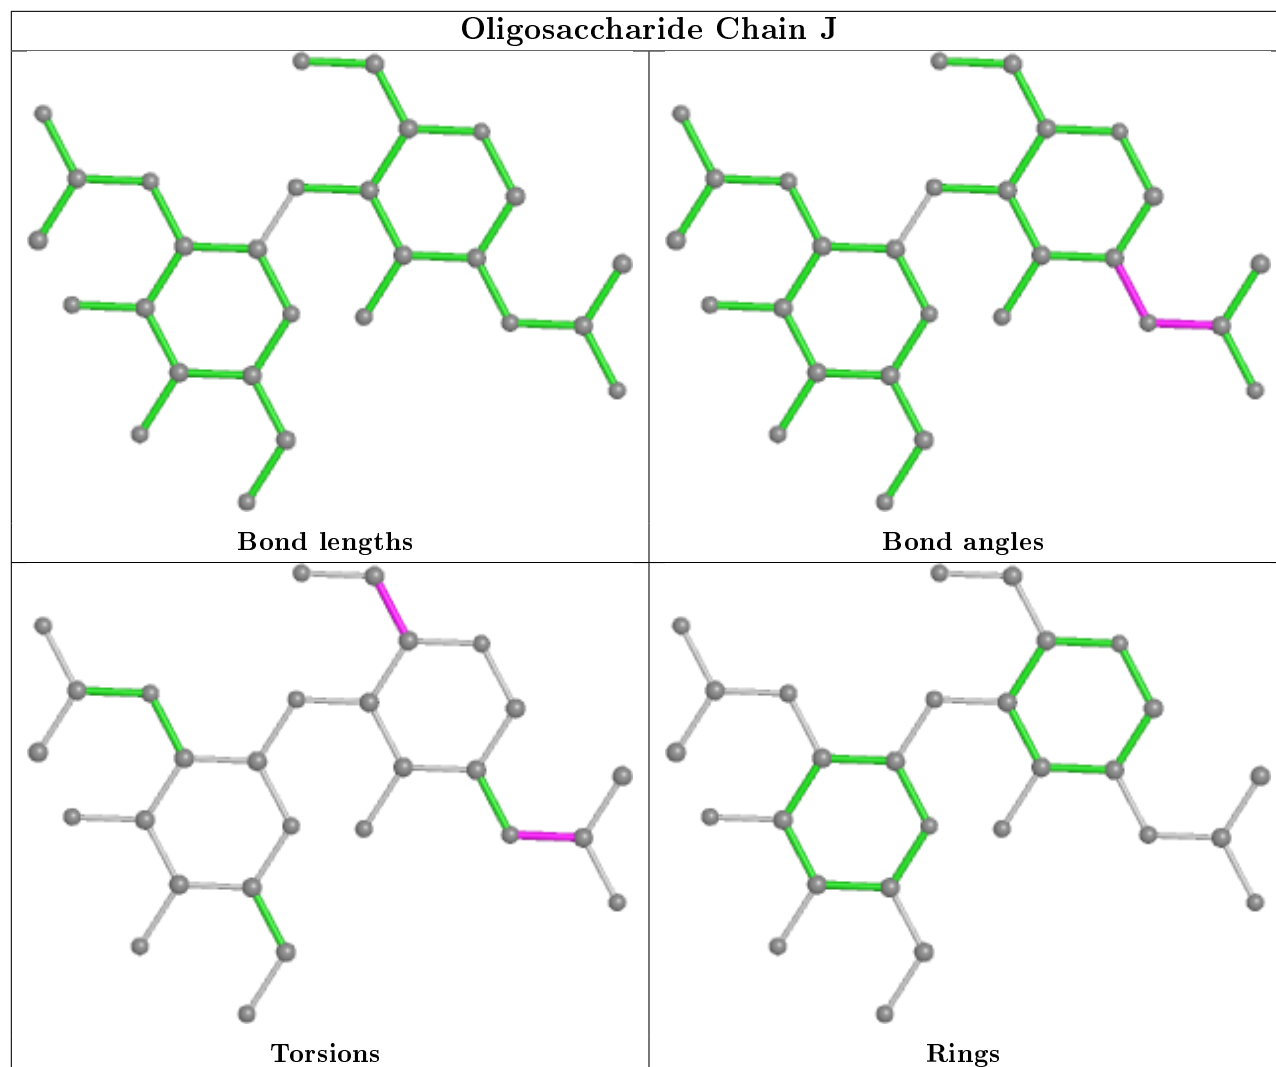 Oligosaccharide Chain J
Bond lengths
Bond angles
Torsions
Rings